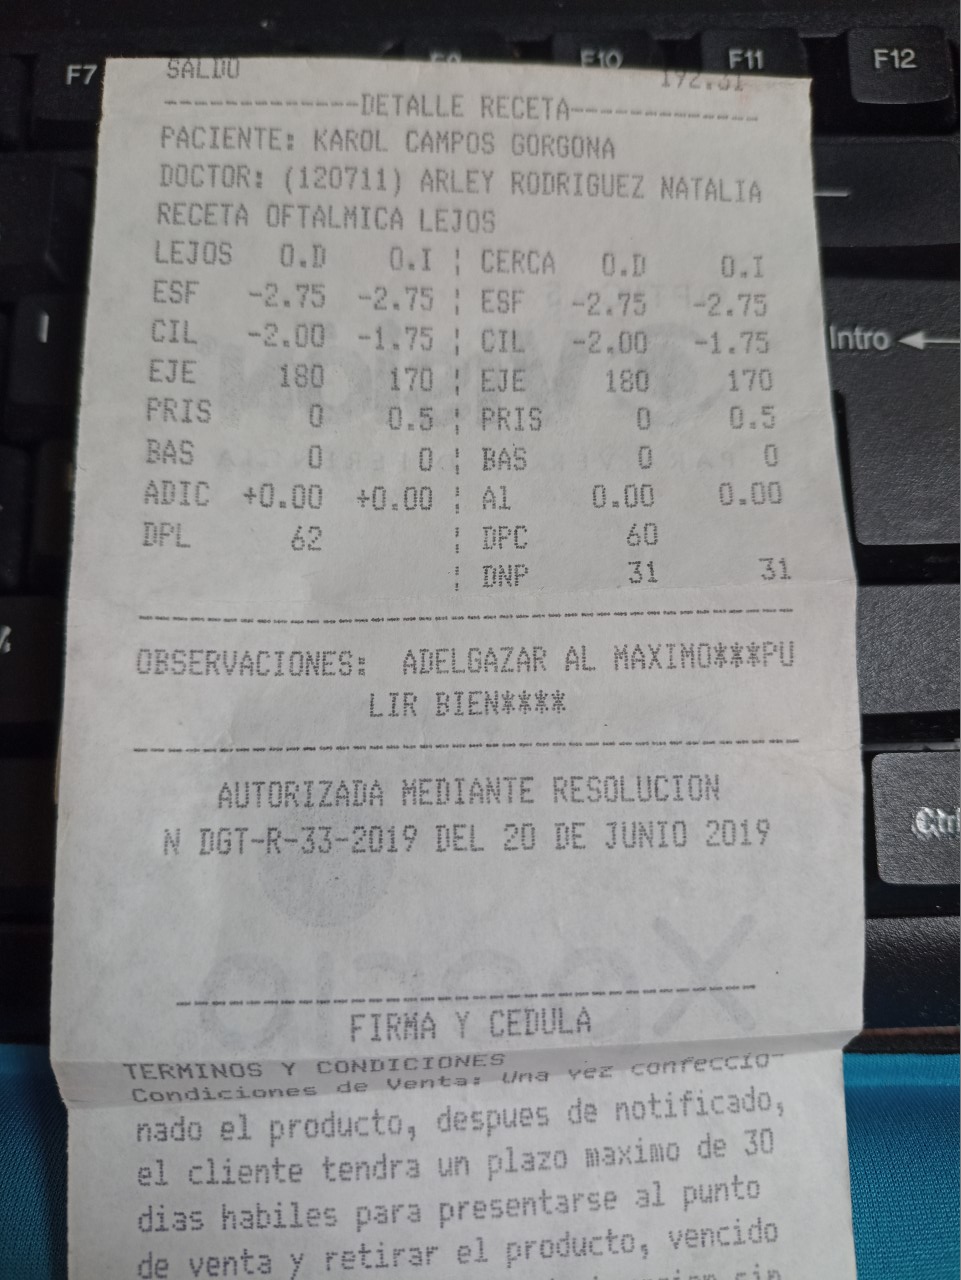 F7 F9 F10 F11 F12
SALDO 192.31
-------------DETALLE RECETA-------------
PACIENTE: KAROL CAMPOS GORGONA
DOCTOR: (120711) ARLEY RODRIGUEZ NATALIA
RECETA OFTALMICA LEJOS
LEJOS O.D O.I ¦ CERCA O.D O.I
ESF -2.75 -2.75 ¦ ESF -2.75 -2.75
CIL -2.00 -1.75 ¦ CIL -2.00 -1.75
EJE 180 170 ¦ EJE 180 170
PRIS 0 0.5 ¦ PRIS 0 0.5
BAS 0 0 ¦ BAS 0 0
ADIC +0.00 +0.00 ¦ Al 0.00 0.00
DPL 62 ¦ DPC 60
¦ DNP 31 31
OBSERVACIONES: ADELGAZAR AL MAXIMO***PU
LIR BIEN****
AUTORIZADA MEDIANTE RESOLUCION
N DGT-R-33-2019 DEL 20 DE JUNIO 2019
FIRMA Y CEDULA
TERMINOS Y CONDICIONES
Condiciones de Venta: Una vez confeccio-
nado el producto, despues de notificado,
el cliente tendra un plazo maximo de 30
dias habiles para presentarse al punto
de venta y retirar el producto, vencido
sin
Intro
Ctrl
%